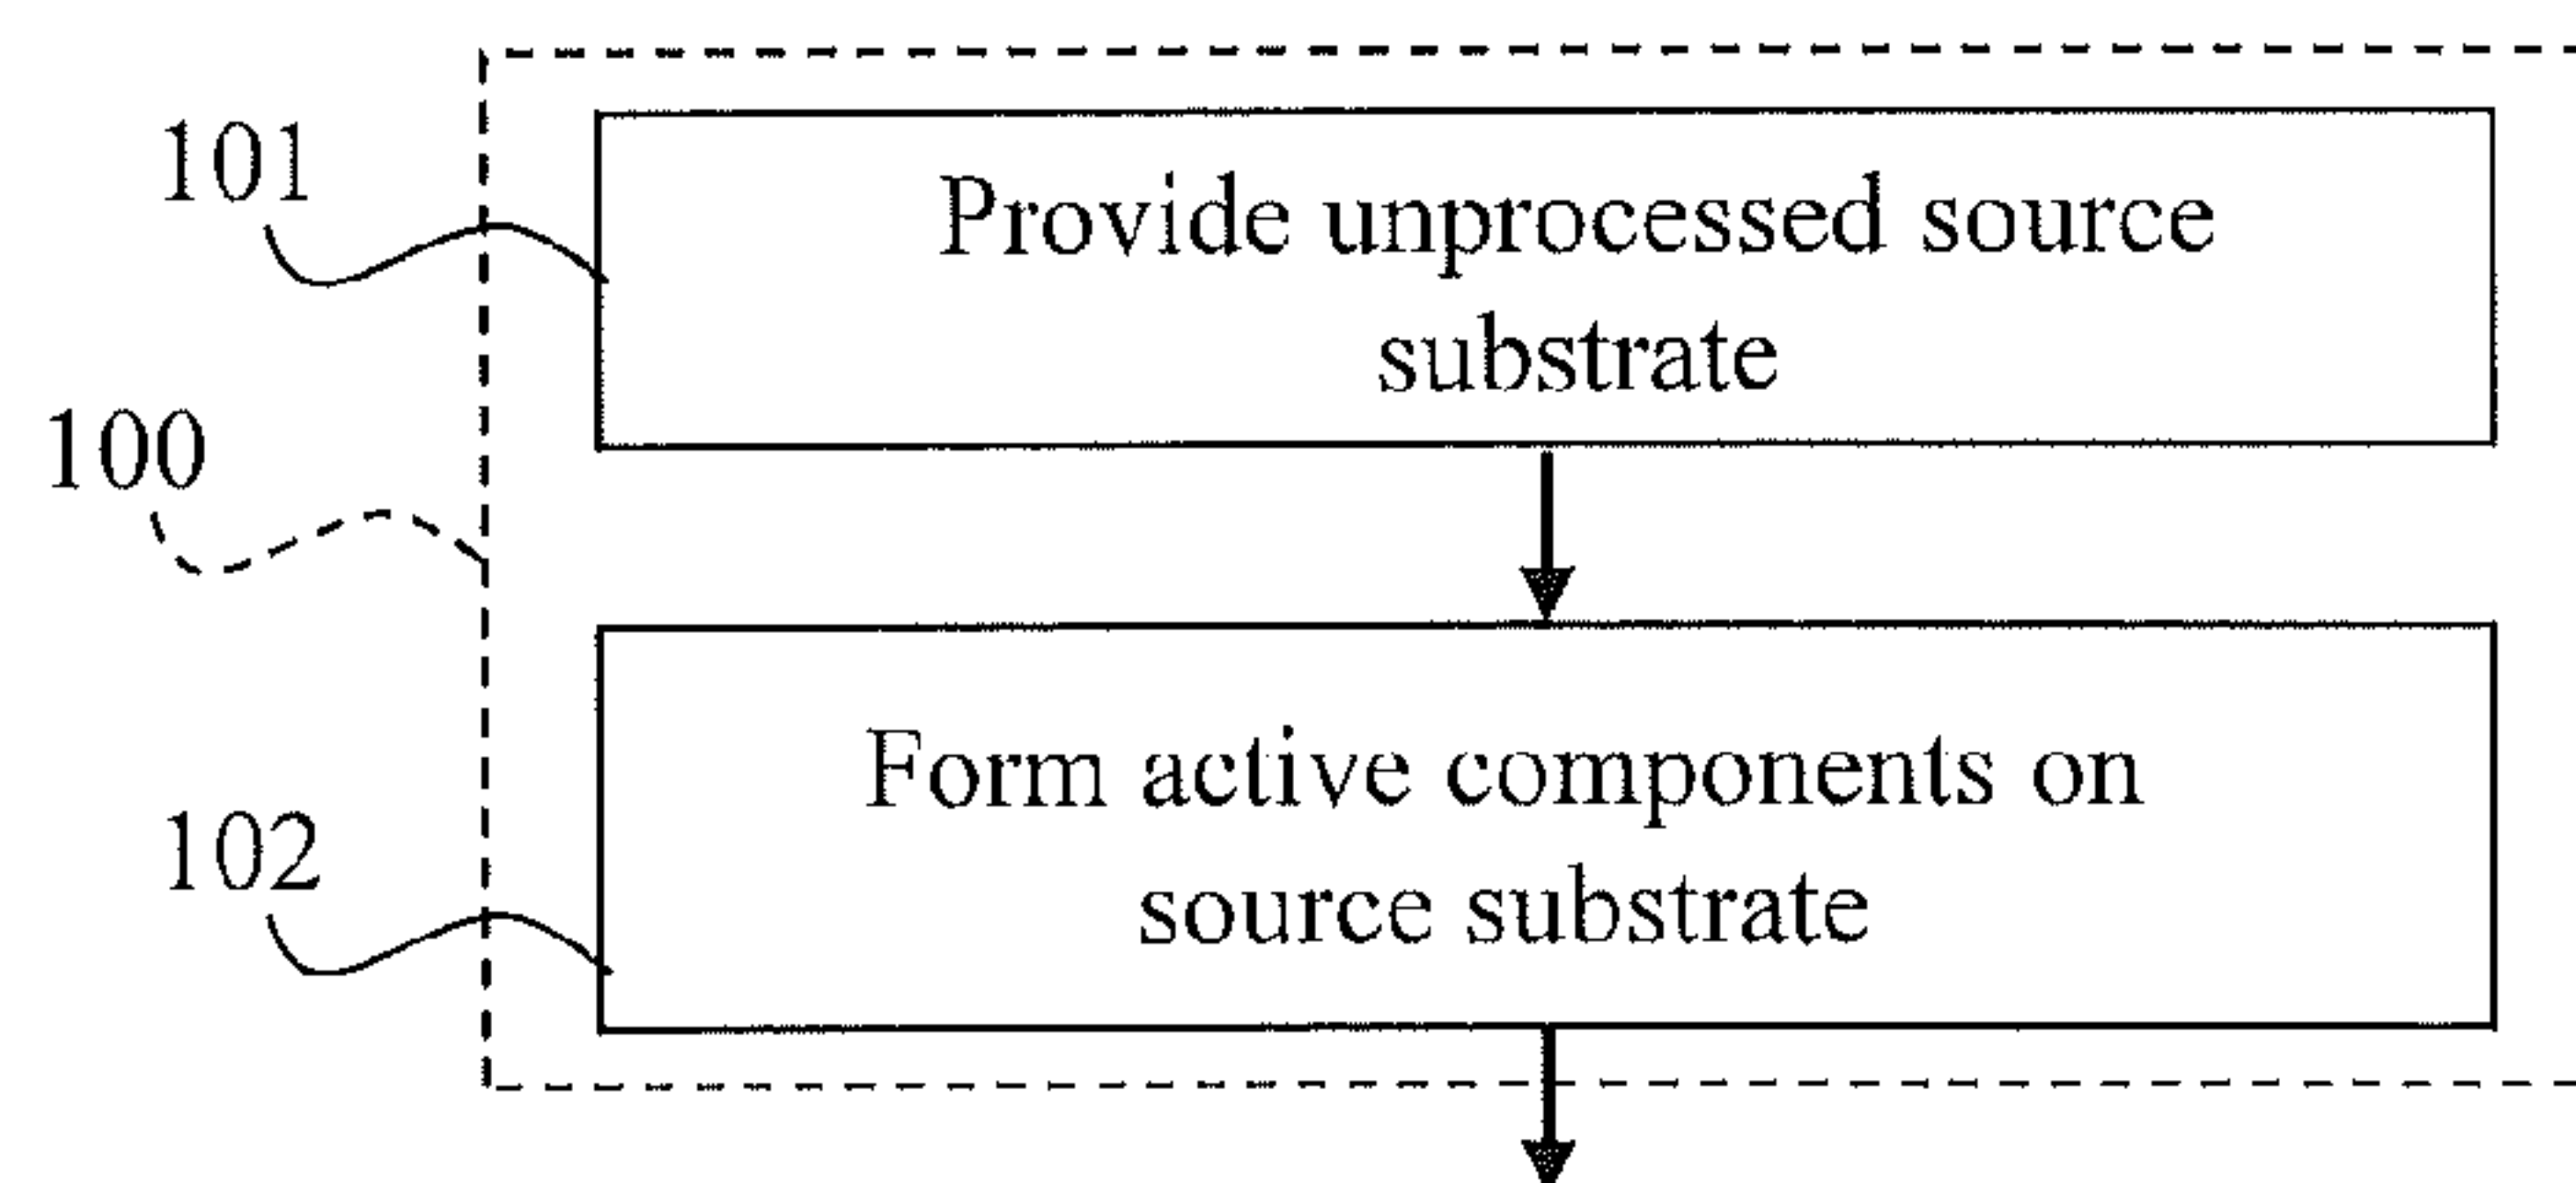 101
Provide unprocessed source
substrate
100
102
Form active components on
source substrate